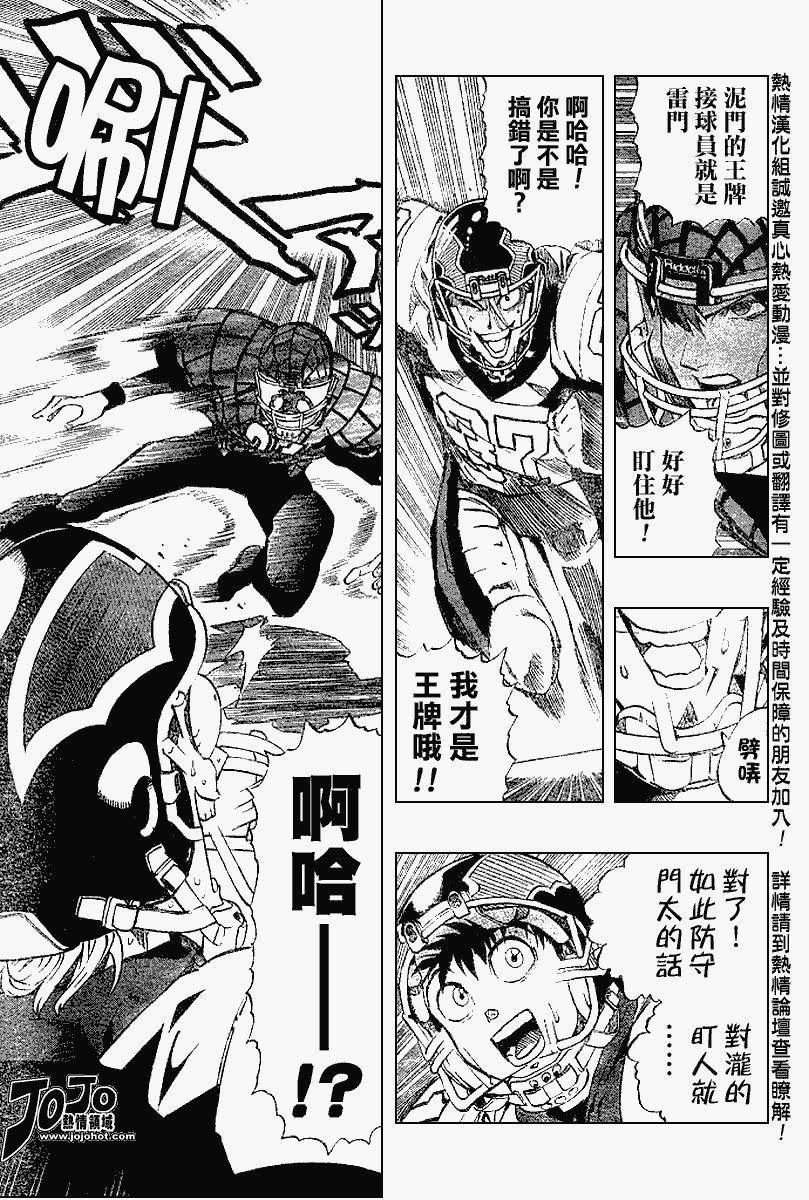 熱情漢化組誠邀真心熱愛動漫…並對修圖或翻譯有一定經驗及時間保障的朋友加入！
詳情請到熱情論壇查看瞭解！
泥門的王牌
接球員就是
雷門
好好
盯住他！
啊哈哈！
你是不是
搞錯了啊？
87
我才是
王牌哦！！
劈嗪
對了！
如此防守
門太的話
……
對瀧的
盯人就
唰
啊哈——！？
JOJO
熱情領域
www.jojohot.com